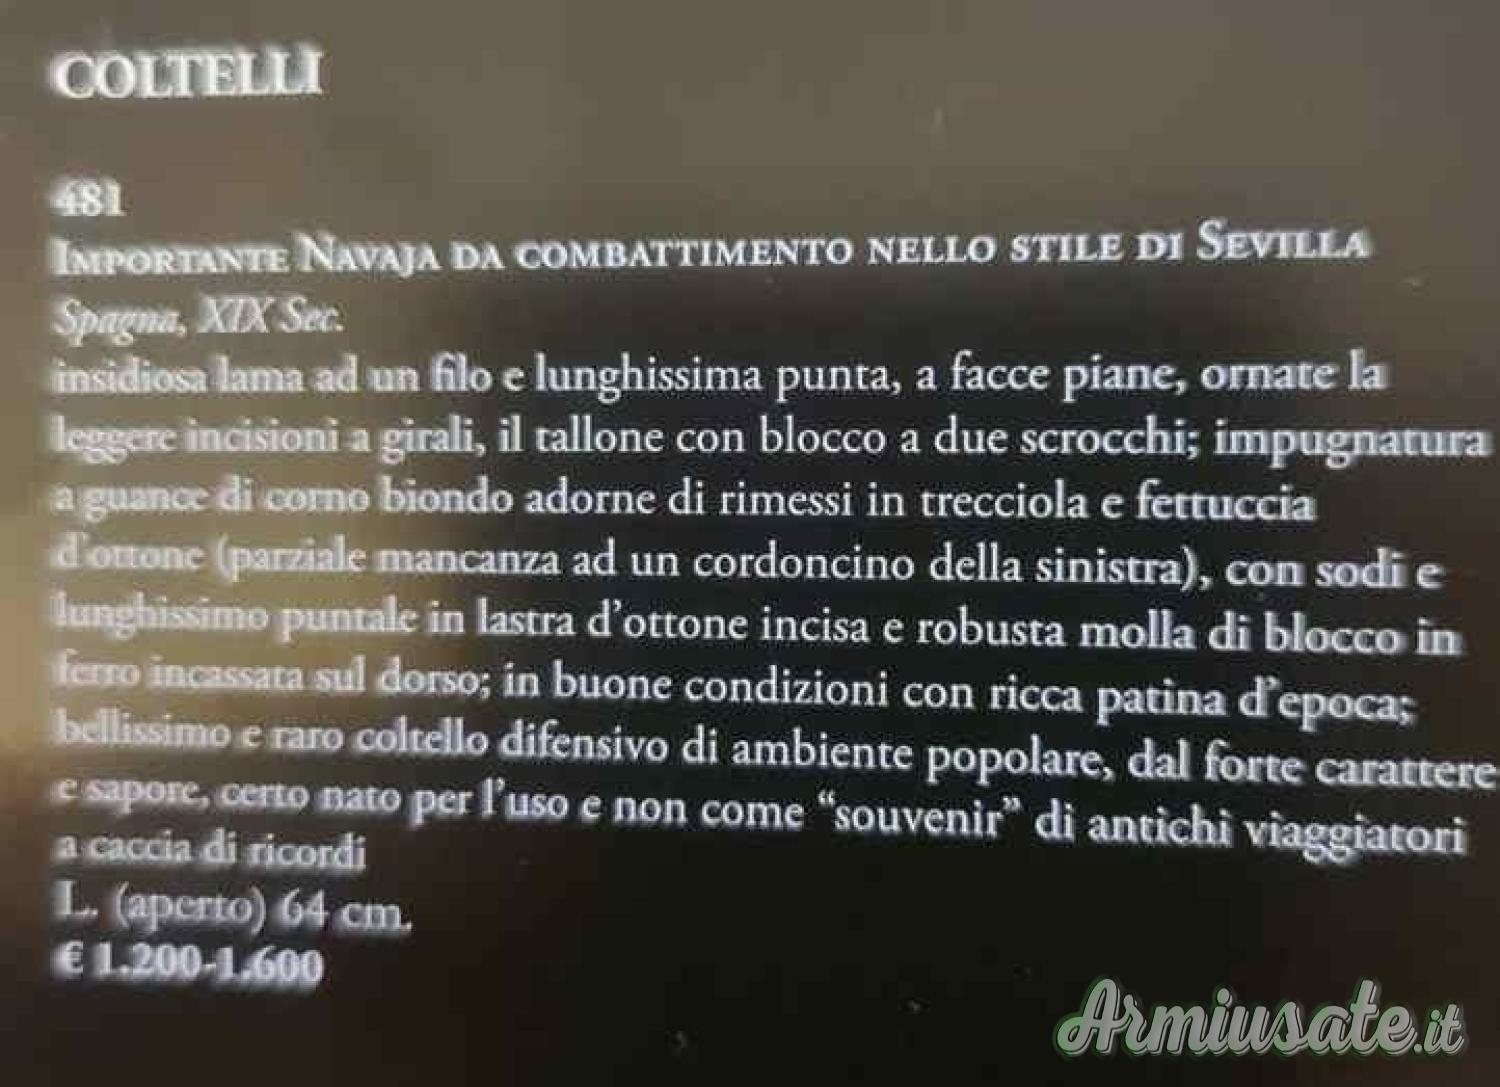 COLTELLI
481
Importante Navaja da combattimento nello stile di Sevilla
Spagna, XIX Sec.
insidiosa lama ad un filo e lunghissima punta, a facce piane, ornate la
leggere incisioni a girali, il tallone con blocco a due scrocchi; impugnatura
a guance di corno biondo adorne di rimessi in trecciola e fettuccia
d'ottone (parziale mancanza ad un cordoncino della sinistra), con sodi e
lunghissimo puntale in lastra d'ottone incisa e robusta molla di blocco in
ferro incassata sul dorso; in buone condizioni con ricca patina d'epoca;
bellissimo e raro coltello difensivo di ambiente popolare, dal forte carattere
e sapore, certo nato per l'uso e non come "souvenir" di antichi viaggiatori
a caccia di ricordi
L. (aperto) 64 cm.
€ 1.200-1.600
Armiusate.it